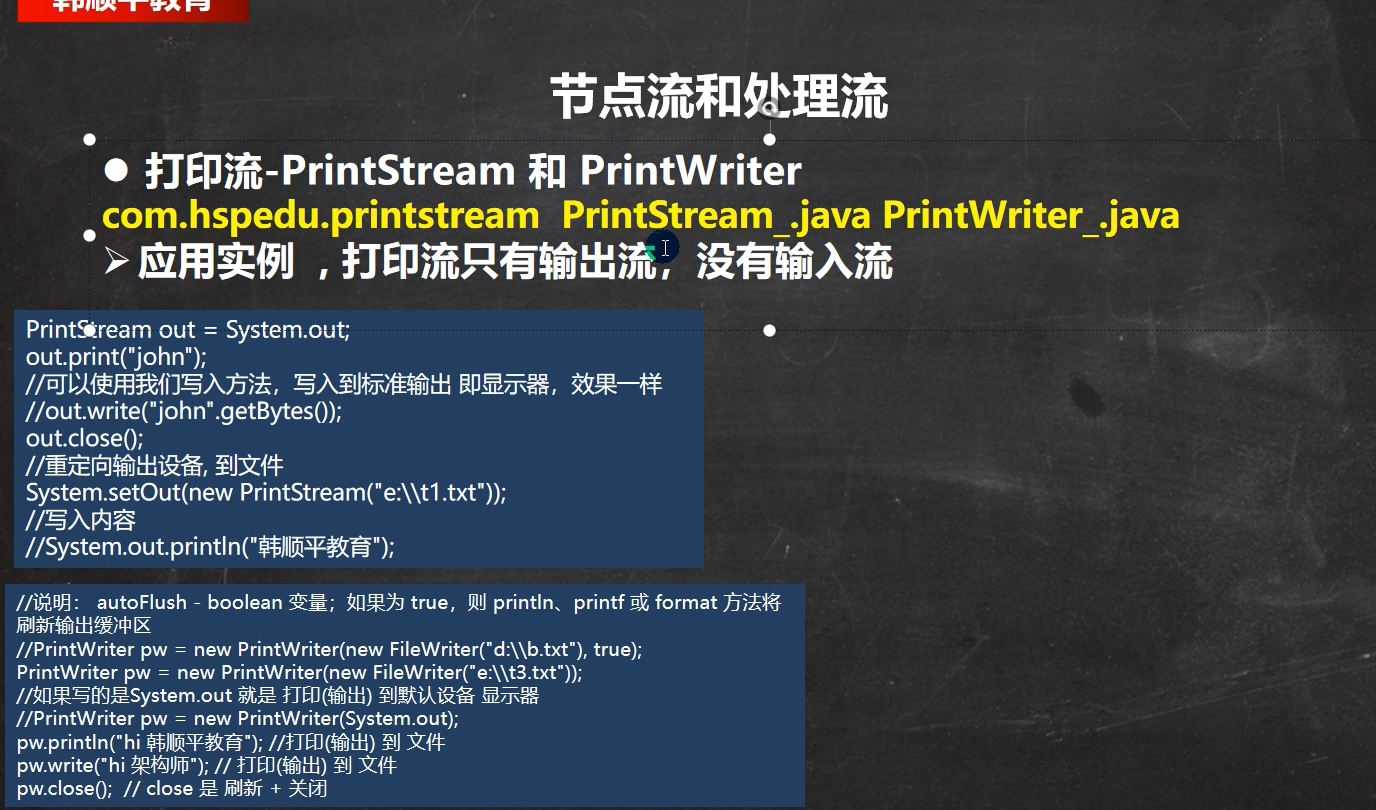 韩顺平教育
节点流和处理流
● 打印流-PrintStream 和 PrintWriter
com.hspedu.printstream  PrintStream_.java PrintWriter_.java
➢ 应用实例 , 打印流只有输出流，没有输入流
PrintStream out = System.out;
out.print("john");
//可以使用我们写入方法，写入到标准输出 即显示器，效果一样
//out.write("john".getBytes());
out.close();
//重定向输出设备, 到文件
System.setOut(new PrintStream("e:\\t1.txt"));
//写入内容
//System.out.println("韩顺平教育");
//说明： autoFlush - boolean 变量；如果为 true，则 println、printf 或 format 方法将
刷新输出缓冲区
//PrintWriter pw = new PrintWriter(new FileWriter("d:\\b.txt"), true);
PrintWriter pw = new PrintWriter(new FileWriter("e:\\t3.txt"));
//如果写的是System.out 就是 打印(输出) 到默认设备 显示器
//PrintWriter pw = new PrintWriter(System.out);
pw.println("hi 韩顺平教育"); //打印(输出) 到 文件
pw.write("hi 架构师"); // 打印(输出) 到 文件
pw.close();  // close 是 刷新 + 关闭